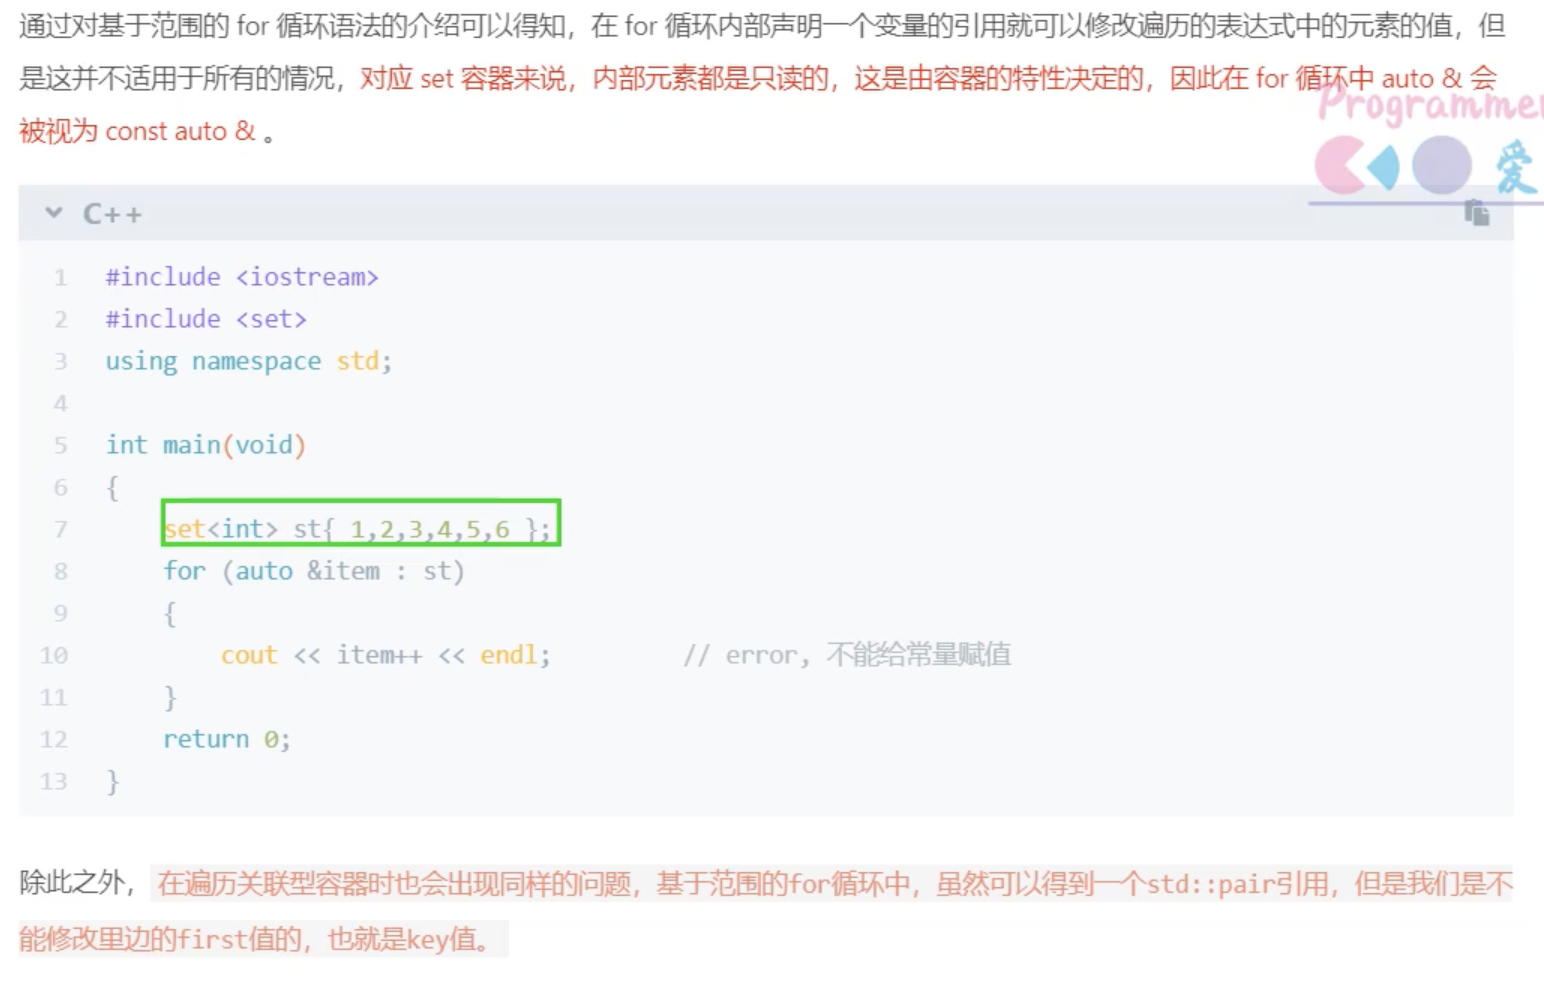 通过对基于范围的 for 循环语法的介绍可以得知，在 for 循环内部声明一个变量的引用就可以修改遍历的表达式中的元素的值，但
是这并不适用于所有的情况，对应 set 容器来说，内部元素都是只读的，这是由容器的特性决定的，因此在 for 循环中 auto & 会
被视为 const auto & 。
Programmer
爱
C++
1 #include <iostream>
2 #include <set>
3 using namespace std;
4
5 int main(void)
6 {
7 set<int> st{ 1,2,3,4,5,6 };
8 for (auto &item : st)
9 {
10 cout << item++ << endl; // error, 不能给常量赋值
11 }
12 return 0;
13 }
除此之外，在遍历关联型容器时也会出现同样的问题，基于范围的for循环中，虽然可以得到一个std::pair引用，但是我们是不
能修改里边的first值的，也就是key值。